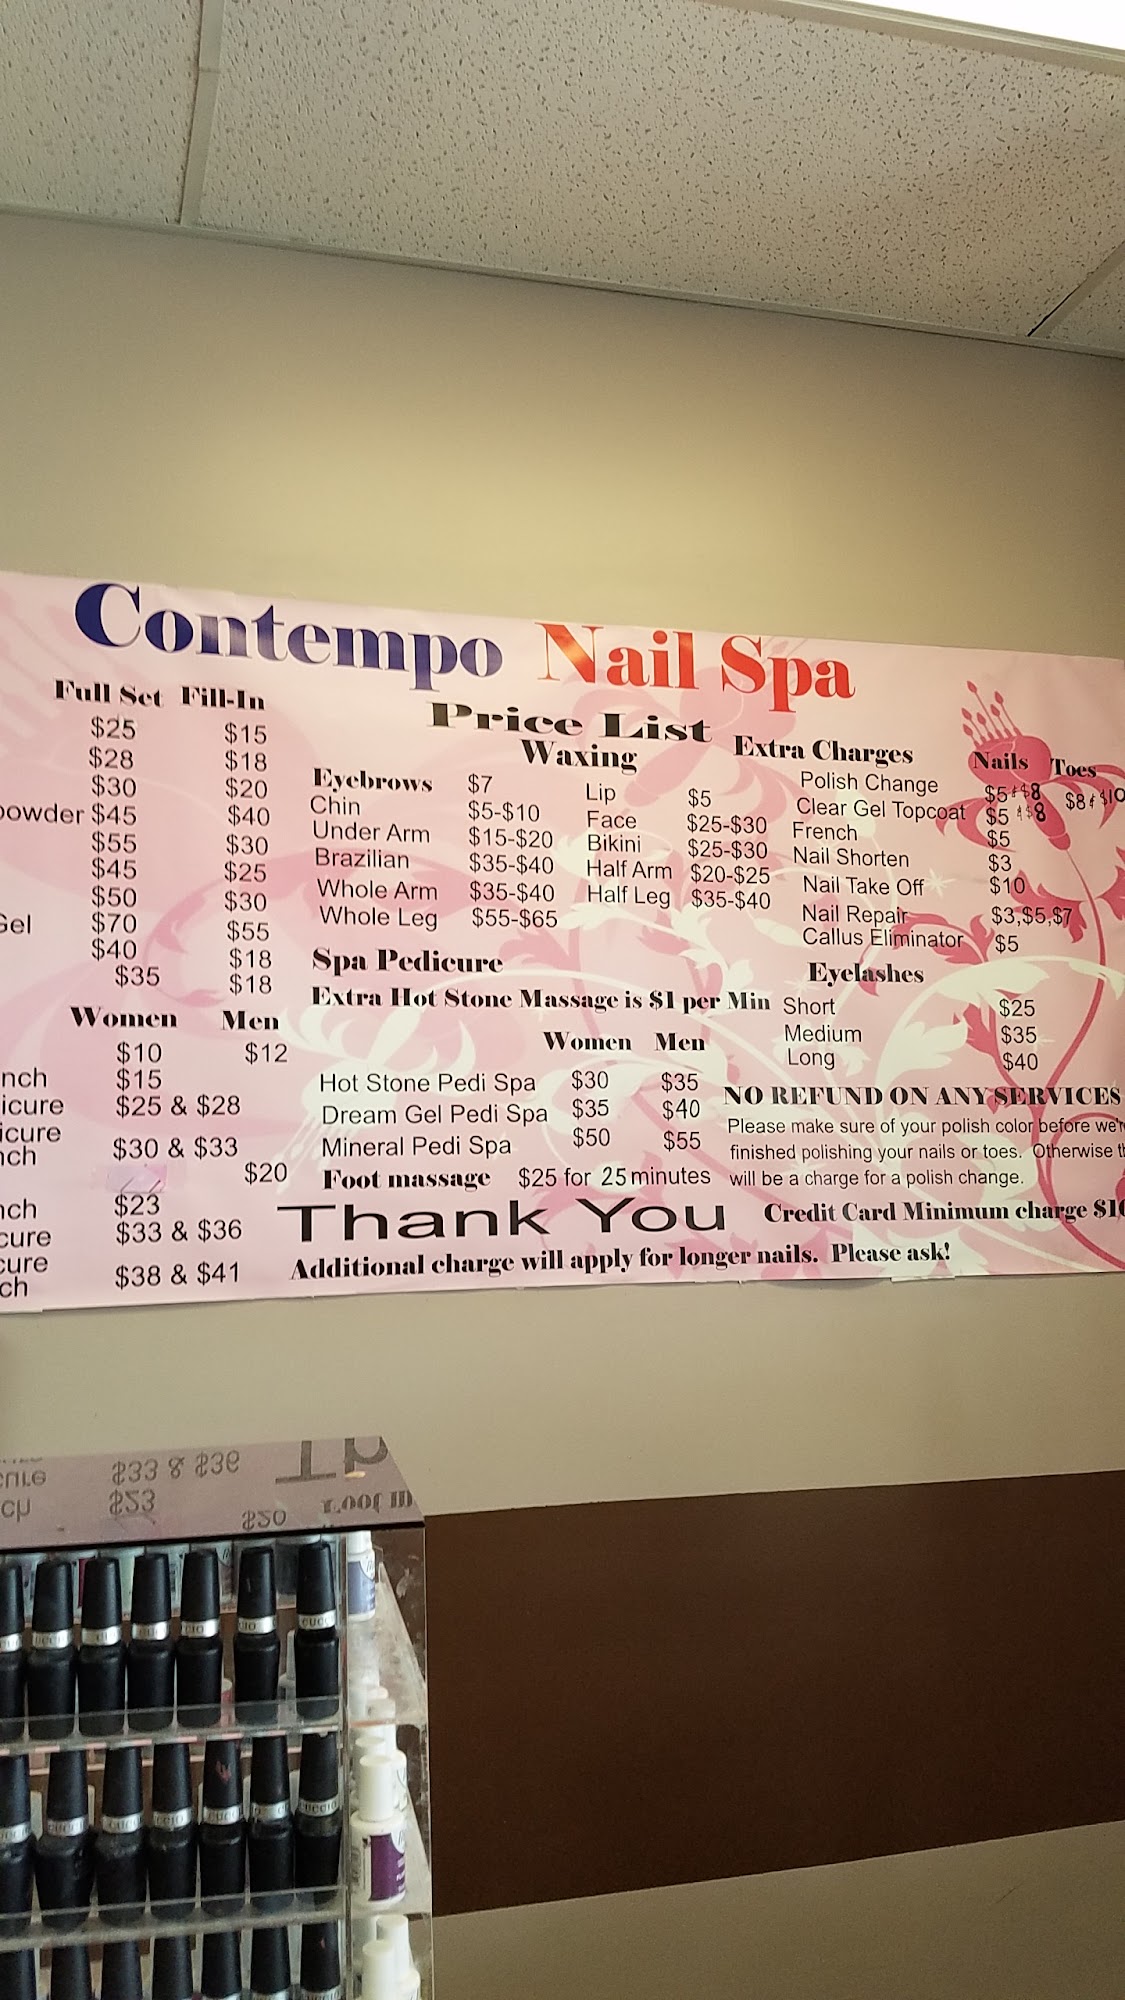 Contempo Nail Spa
Price List
Full Set Fill-In
$25 $15
$28 $18
$30 $20
powder $45 $40
$55 $30
$45 $25
$50 $30
Gel $70 $55
$40 $18
$35 $18
Women Men
$10 $12
nch $15
icure $25 & $28
icure
nch $30 & $33
$20
nch $23
cure $33 & $36
cure
ch $38 & $41
Waxing
Eyebrows $7
Chin $5-$10
Under Arm $15-$20
Brazilian $35-$40
Whole Arm $35-$40
Whole Leg $55-$65
Lip $5
Face $25-$30
Bikini $25-$30
Half Arm $20-$25
Half Leg $35-$40
Spa Pedicure
Extra Hot Stone Massage is $1 per Min
Women Men
Hot Stone Pedi Spa $30 $35
Dream Gel Pedi Spa $35 $40
Mineral Pedi Spa $50 $55
Foot massage $25 for 25 minutes
Extra Charges Nails Toes
Polish Change $5 & $8 $8 & $10
Clear Gel Topcoat $5 & $8
French $5
Nail Shorten $3
Nail Take Off $10
Nail Repair $3,$5,$7
Callus Eliminator $5
Eyelashes
Short $25
Medium $35
Long $40
NO REFUND ON ANY SERVICES
Please make sure of your polish color before we're
finished polishing your nails or toes. Otherwise th
will be a charge for a polish change.
Thank You
Credit Card Minimum charge $10
Additional charge will apply for longer nails. Please ask!